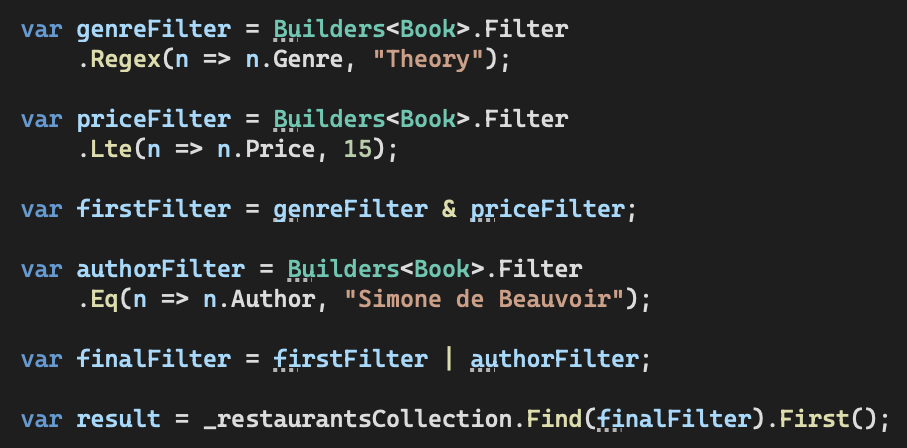 var genreFilter = Builders<Book>.Filter
    .Regex(n => n.Genre, "Theory");

var priceFilter = Builders<Book>.Filter
    .Lte(n => n.Price, 15);

var firstFilter = genreFilter & priceFilter;

var authorFilter = Builders<Book>.Filter
    .Eq(n => n.Author, "Simone de Beauvoir");

var finalFilter = firstFilter | authorFilter;

var result = _restaurantsCollection.Find(finalFilter).First();